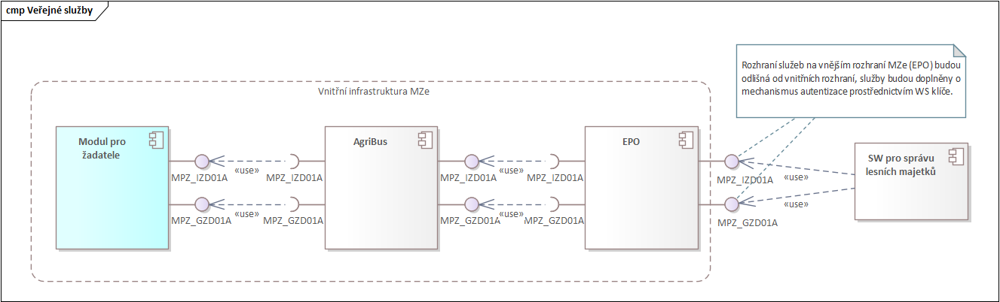 cmp Veřejné služby
Rozhraní služeb na vnějším rozhraní MZe (EPO) budou
odlišná od vnitřních rozhraní, služby budou doplněny o
mechanismus autentizace prostřednictvím WS klíče.
Vnitřní infrastruktura MZe
Modul pro
žadatele
AgriBus
EPO
SW pro správu
lesních majetků
MPZ_IZD01A
«use»
MPZ_IZD01A
MPZ_IZD01A
«use»
MPZ_IZD01A
MPZ_IZD01A
«use»
MPZ_GZD01A
«use»
MPZ_GZD01A
MPZ_GZD01A
«use»
MPZ_GZD01A
MPZ_GZD01A
«use»